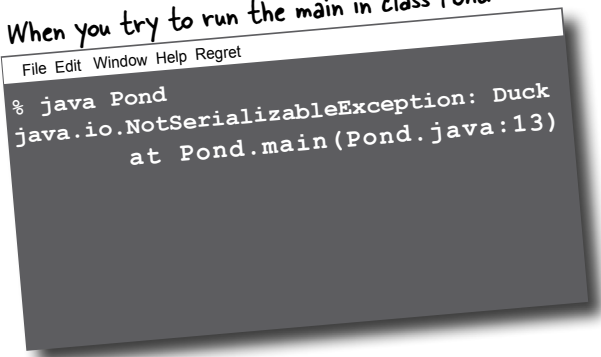 When you try to run the main in class Pond
File Edit Window Help Regret
% java Pond
java.io.NotSerializableException: Duck
at Pond.main(Pond.java:13)